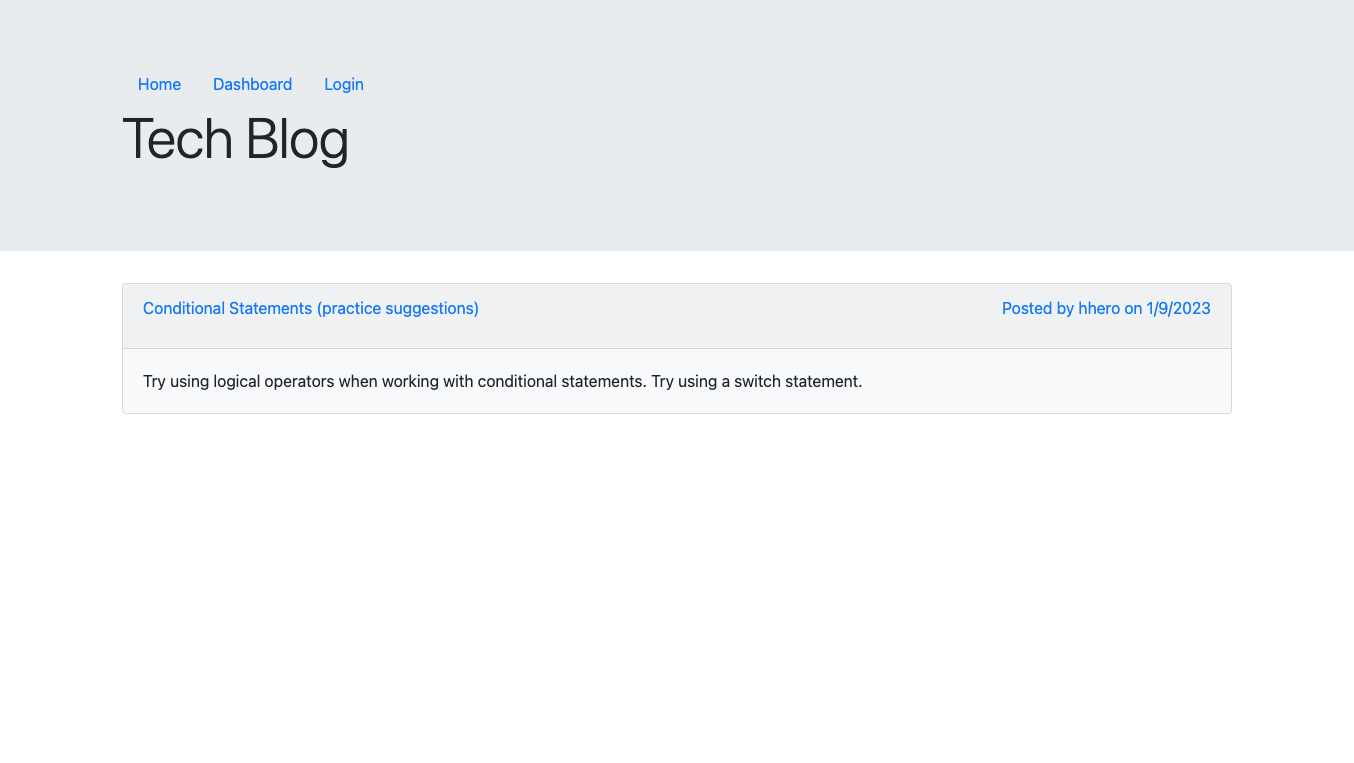 Home Dashboard Login
Tech Blog
Conditional Statements (practice suggestions) Posted by hhero on 1/9/2023
Try using logical operators when working with conditional statements. Try using a switch statement.